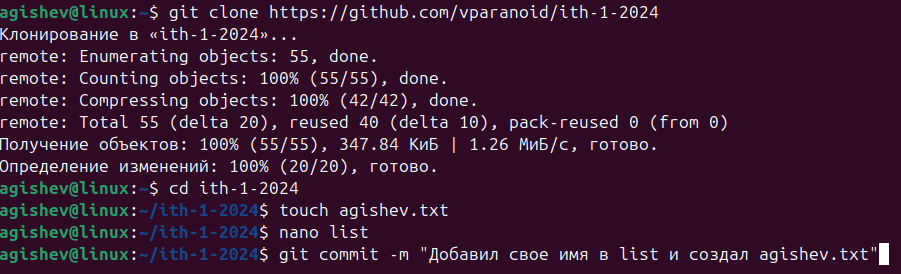 agishev@linux:~$ git clone https://github.com/vparanoid/ith-1-2024
Клонирование в «ith-1-2024»...
remote: Enumerating objects: 55, done.
remote: Counting objects: 100% (55/55), done.
remote: Compressing objects: 100% (42/42), done.
remote: Total 55 (delta 20), reused 40 (delta 10), pack-reused 0 (from 0)
Получение объектов: 100% (55/55), 347.84 КиБ | 1.26 МиБ/с, готово.
Определение изменений: 100% (20/20), готово.
agishev@linux:~$ cd ith-1-2024
agishev@linux:~/ith-1-2024$ touch agishev.txt
agishev@linux:~/ith-1-2024$ nano list
agishev@linux:~/ith-1-2024$ git commit -m "Добавил свое имя в list и создал agishev.txt"